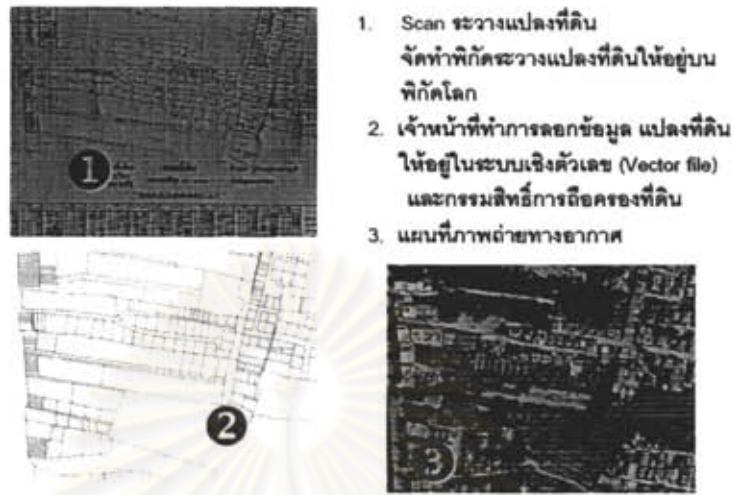 1. Scan ระวางแปลงที่ดิน
จัดทำพิกัดระวางแปลงที่ดินให้อยู่บน
พิกัดโลก
2. เจ้าหน้าที่ทำการลอกข้อมูล แปลงที่ดิน
ให้อยู่ในระบบเชิงตัวเลข (Vector file)
และกรรมสิทธิ์การถือครองที่ดิน
3. แผนที่ภาพถ่ายทางอากาศ
1
2
3